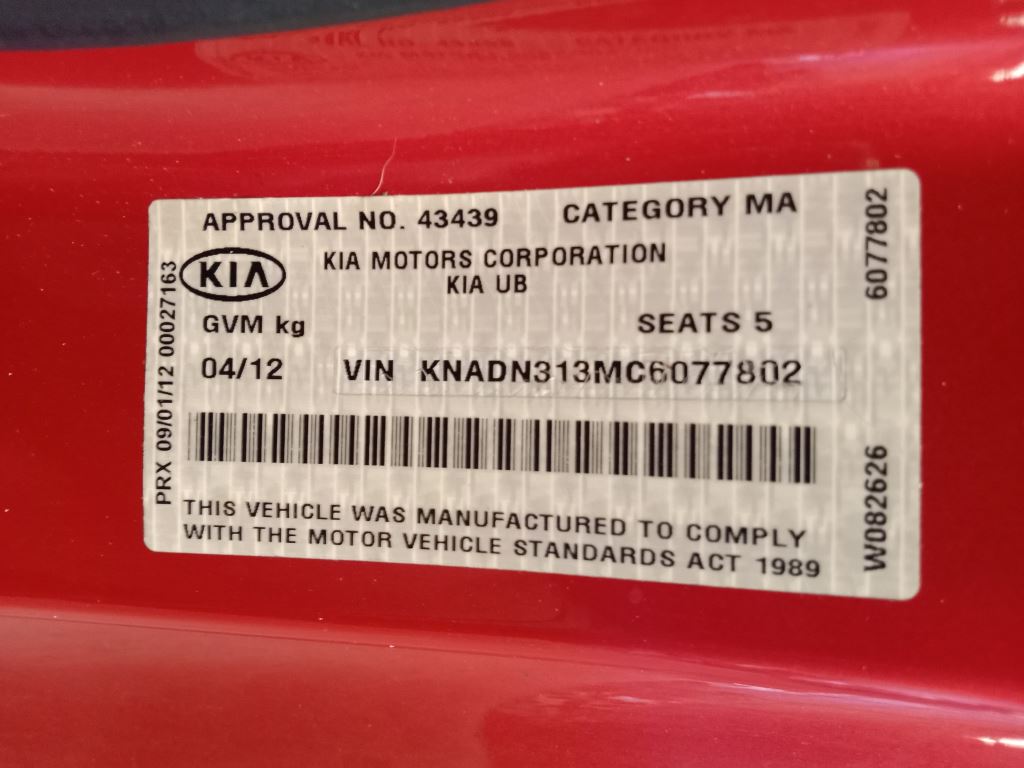 APPROVAL NO. 43439 CATEGORY MA
KIA KIA MOTORS CORPORATION
KIA UB
GVM kg SEATS 5
04/12 VIN KNADN313MC6077802
THIS VEHICLE WAS MANUFACTURED TO COMPLY
WITH THE MOTOR VEHICLE STANDARDS ACT 1989
PRX 09/01/12 00027163
6077802
W082626